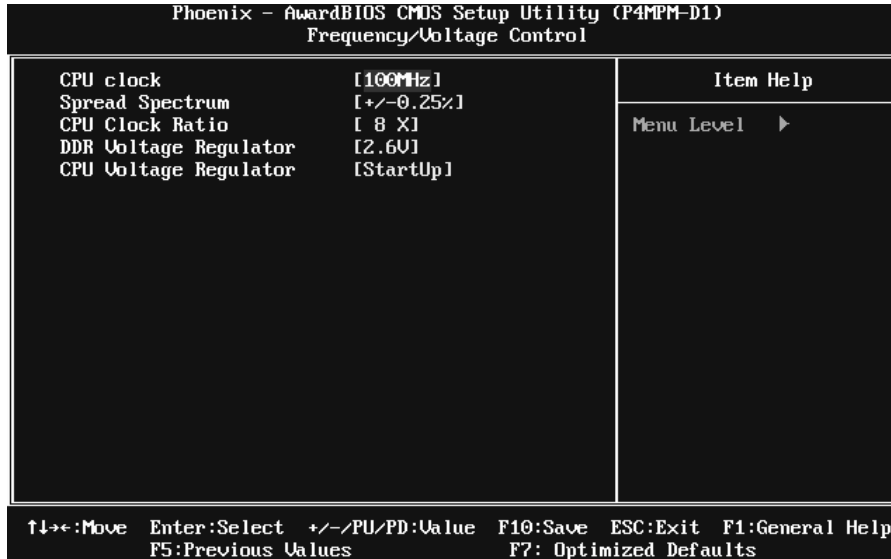 Phoenix - AwardBIOS CMOS Setup Utility (P4MPM-D1)
Frequency/Voltage Control
CPU clock [100MHz]
Spread Spectrum [+/-0.25%]
CPU Clock Ratio [ 8 X]
DDR Voltage Regulator [2.6V]
CPU Voltage Regulator [StartUp]
Item Help
Menu Level ▶
↑↓→←:Move Enter:Select +/-/PU/PD:Value F10:Save ESC:Exit F1:General Help
F5:Previous Values F7: Optimized Defaults